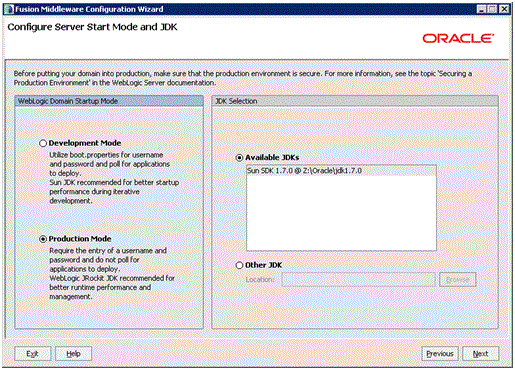 Fusion Middleware Configuration Wizard
Configure Server Start Mode and JDK
ORACLE
Before putting your domain into production, make sure that the production environment is secure. For more information, see the topic 'Securing a
Production Environment' in the WebLogic Server documentation.
WebLogic Domain Startup Mode
Development Mode
Utilize boot.properties for username
and password and poll for applications
to deploy.
Sun JDK recommended for better startup
performance during iterative
development.
Production Mode
Require the entry of a username and
password and do not poll for
applications to deploy.
WebLogic JRockit JDK recommended for
better runtime performance and
management.
JDK Selection
Available JDKs
Sun SDK 1.7.0 @ Z:\Oracle\jdk1.7.0
Other JDK
Location:
Browse
Exit
Help
Previous
Next